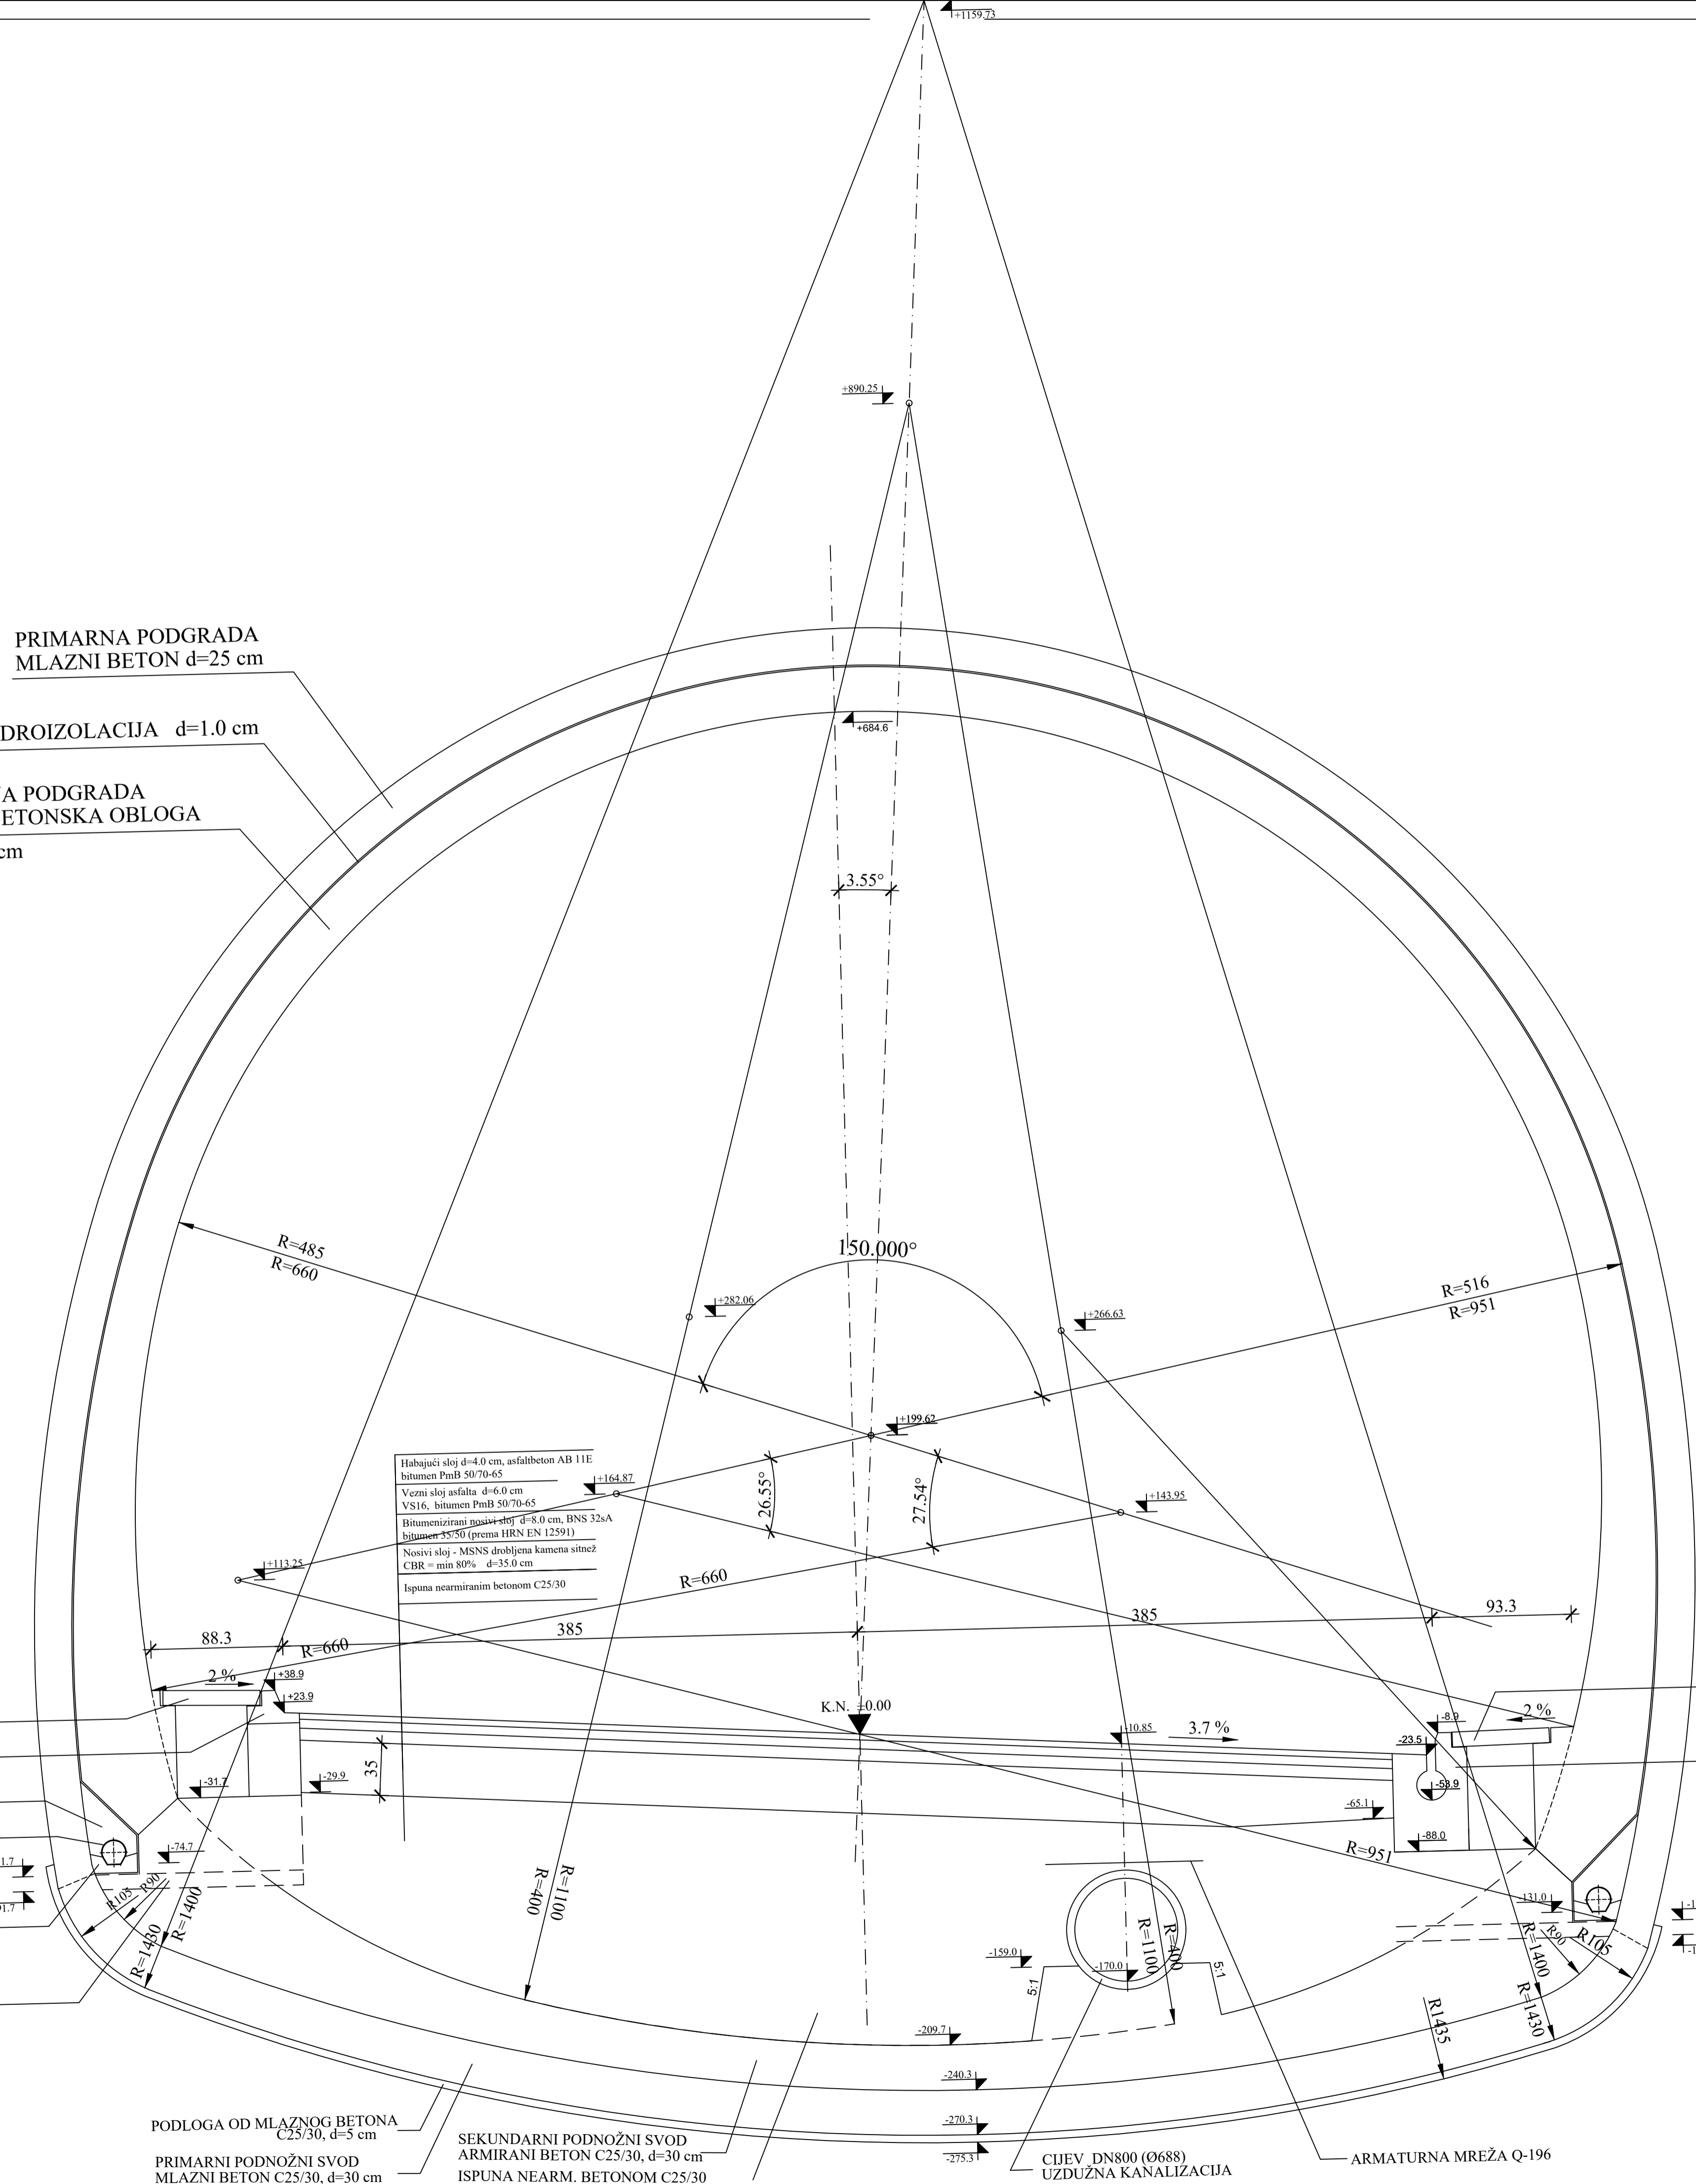 +1159.73
+890.25
PRIMARNA PODGRADA
MLAZNI BETON d=25 cm
DROIZOLACIJA d=1.0 cm
+684.6
PODGRADA
ETONSKA OBLOGA
cm
3.55°
R=485
R=660
150.000°
R=516
R=951
+282.06
+266.63
+199.62
Habajući sloj d=4.0 cm, asfaltbeton AB 11E
bitumen PmB 50/70-65
Vezni sloj asfalta d=6.0 cm
VS16, bitumen PmB 50/70-65
Bitumenizirani nosivi sloj d=8.0 cm, BNS 32sA
bitumen 35/50 (prema HRN EN 12591)
Nosivi sloj - MSNS drobljena kamena sitnež
CBR = min 80% d=35.0 cm
Ispuna nearmiranim betonom C25/30
+164.87
26.55°
27.54°
+143.95
+113.25
R=660
88.3
R=660
385
385
93.3
2 %
+38.9
+23.9
K.N. ±0.00
-10.85
3.7 %
-8.9
2 %
-23.5
35
-31.7
-29.9
-53.9
-65.1
-88.0
-74.7
R=951
1.7
91.7
R105
R90
R=1400
R=1430
R=400
R=1100
-131.0
-159.0
-170.0
R=1100
R=400
5:1
5:1
R=1400
R90
R105
R=1430
R1435
-209.7
-240.3
-270.3
-275.3
PODLOGA OD MLAZNOG BETONA
C25/30, d=5 cm
PRIMARNI PODNOŽNI SVOD
MLAZNI BETON C25/30, d=30 cm
SEKUNDARNI PODNOŽNI SVOD
ARMIRANI BETON C25/30, d=30 cm
ISPUNA NEARM. BETONOM C25/30
CIJEV DN800 (Ø688)
UZDUŽNA KANALIZACIJA
ARMATURNA MREŽA Q-196